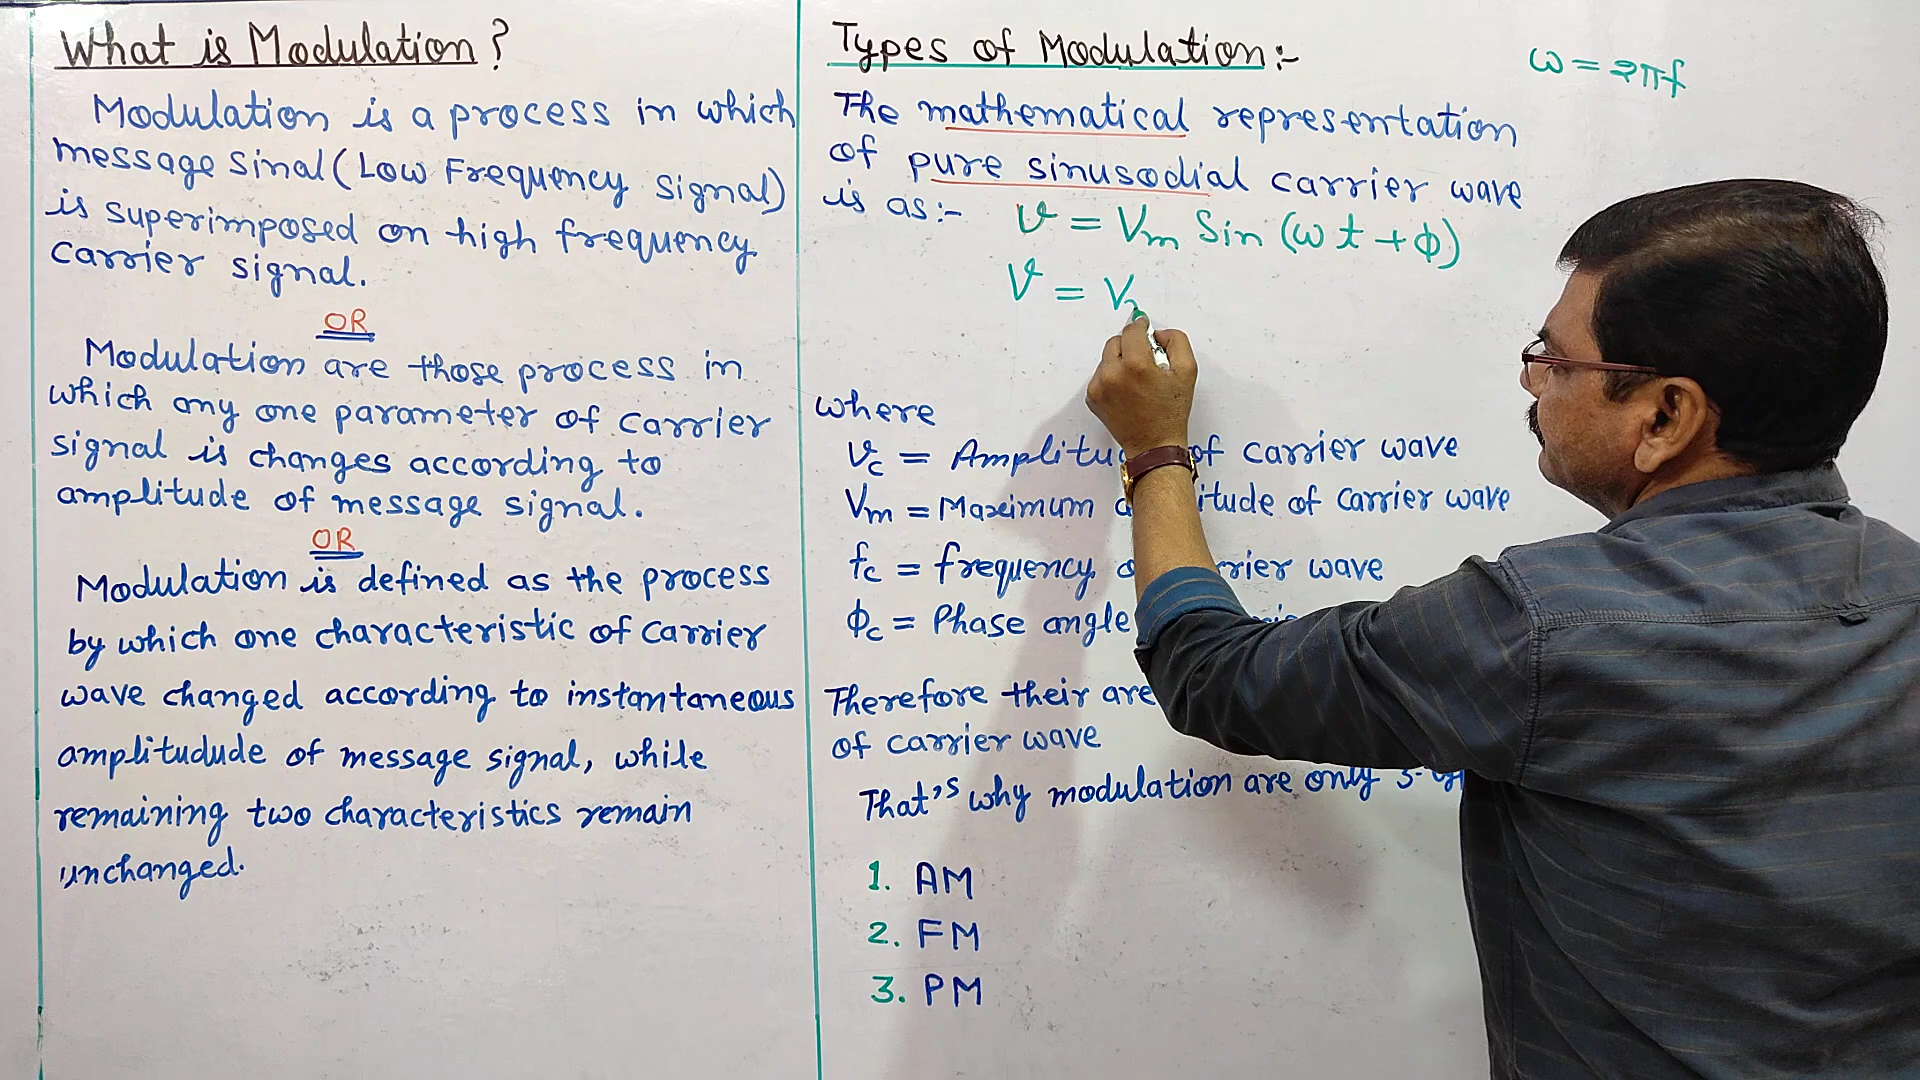 What is Modulation?
Modulation is a process in which
message sinal (Low Frequency signal)
is superimposed on high frequency
carrier signal.
OR
Modulation are those process in
which any one parameter of carrier
signal is changes according to
amplitude of message signal.
OR
Modulation is defined as the process
by which one characteristic of carrier
wave changed according to instantaneous
amplitudude of message signal, while
remaining two characteristics remain
unchanged.
Types of Modulation:-
ω = 2πf
The mathematical representation
of pure sinusodial carrier wave
is as:- v = Vm Sin (ωt + ϕ)
v = V
where
vc = of carrier wave
Vm = Maximum of carrier wave
fc = frequency wave
ϕc = Phase angle
Therefore their are
of carrier wave
That's why modulation are only 3
1. AM
2. FM
3. PM